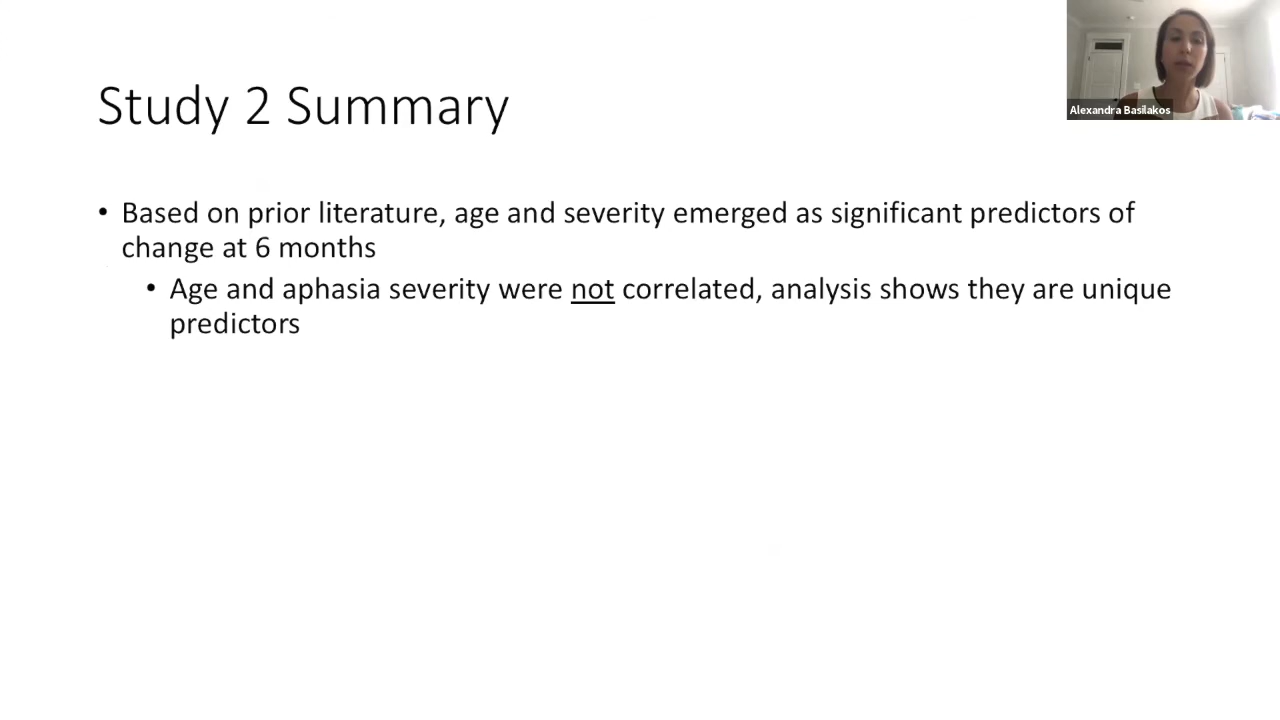 Alexandra Basilakos
Study 2 Summary
• Based on prior literature, age and severity emerged as significant predictors of
change at 6 months
• Age and aphasia severity were not correlated, analysis shows they are unique
predictors